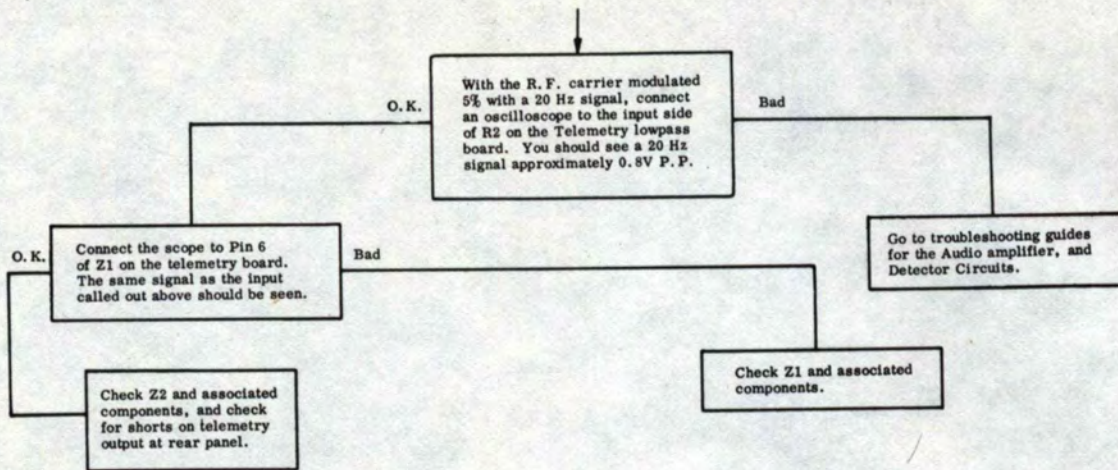 With the R. F. carrier modulated
5% with a 20 Hz signal, connect
an oscilloscope to the input side
of R2 on the Telemetry lowpass
board. You should see a 20 Hz
signal approximately 0.8V P. P.
O. K.
Bad
Connect the scope to Pin 6
of Z1 on the telemetry board.
The same signal as the input
called out above should be seen.
O. K.
Bad
Go to troubleshooting guides
for the Audio amplifier, and
Detector Circuits.
Check Z2 and associated
components, and check
for shorts on telemetry
output at rear panel.
Check Z1 and associated
components.